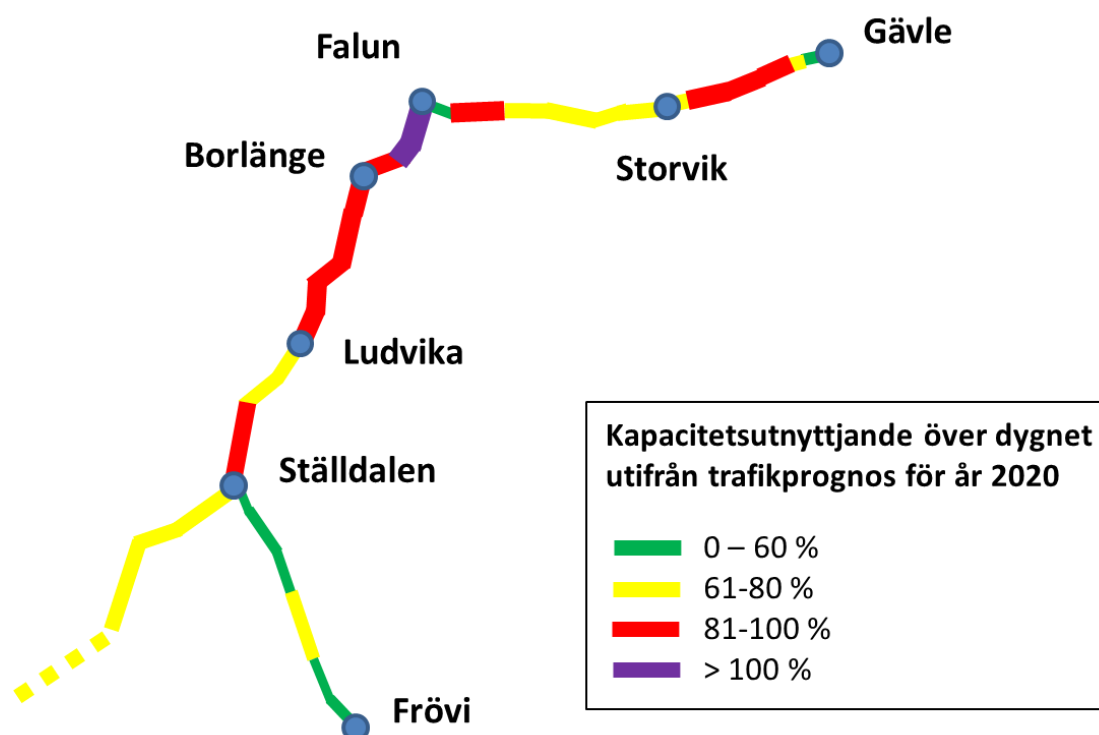 Gävle
Falun
Borlänge
Storvik
Ludvika
Ställdalen
Frövi
Kapacitetsutnyttjande över dygnet
utifrån trafikprognos för år 2020
0 – 60 %
61-80 %
81-100 %
> 100 %